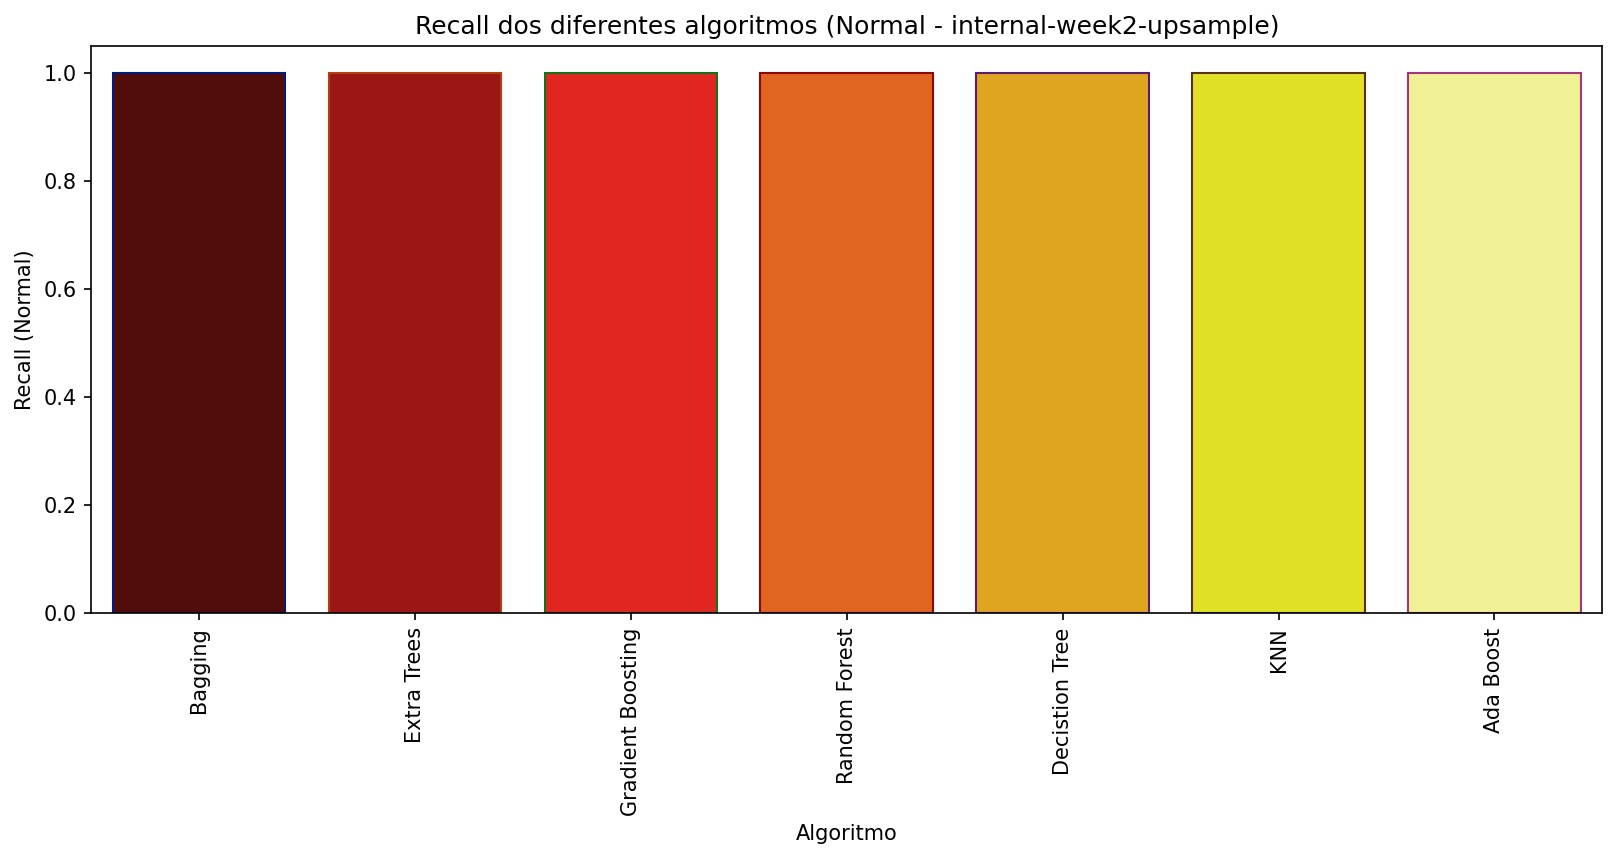 Recall dos diferentes algoritmos (Normal - internal-week2-upsample)
Recall (Normal)
1.0
0.8
0.6
0.4
0.2
0.0
Bagging
Extra Trees
Gradient Boosting
Random Forest
Decistion Tree
KNN
Ada Boost
Algoritmo